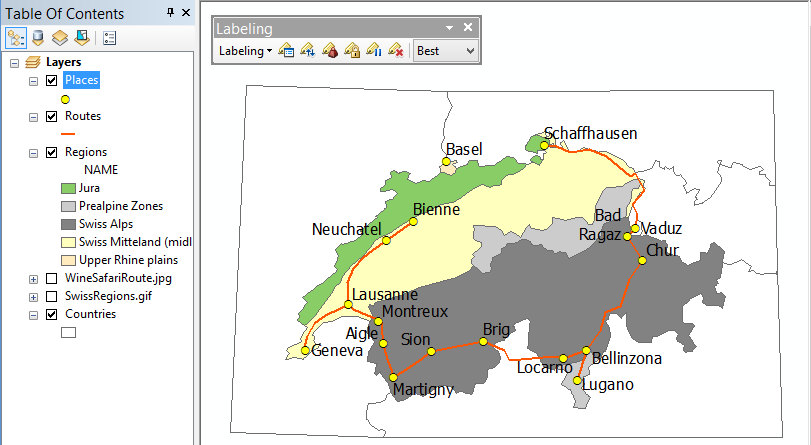 Table Of Contents
Layers
Places
Routes
Regions
NAME
Jura
Prealpine Zones
Swiss Alps
Swiss Mitteland (midl
Upper Rhine plains
WineSafariRoute.jpg
SwissRegions.gif
Countries
Labeling
Labeling
Best
Schaffhausen
Basel
Bienne
Neuchatel
Bad
Ragaz
Vaduz
Chur
Lausanne
Montreux
Aigle
Sion
Brig
Geneva
Martigny
Locarno
Bellinzona
Lugano